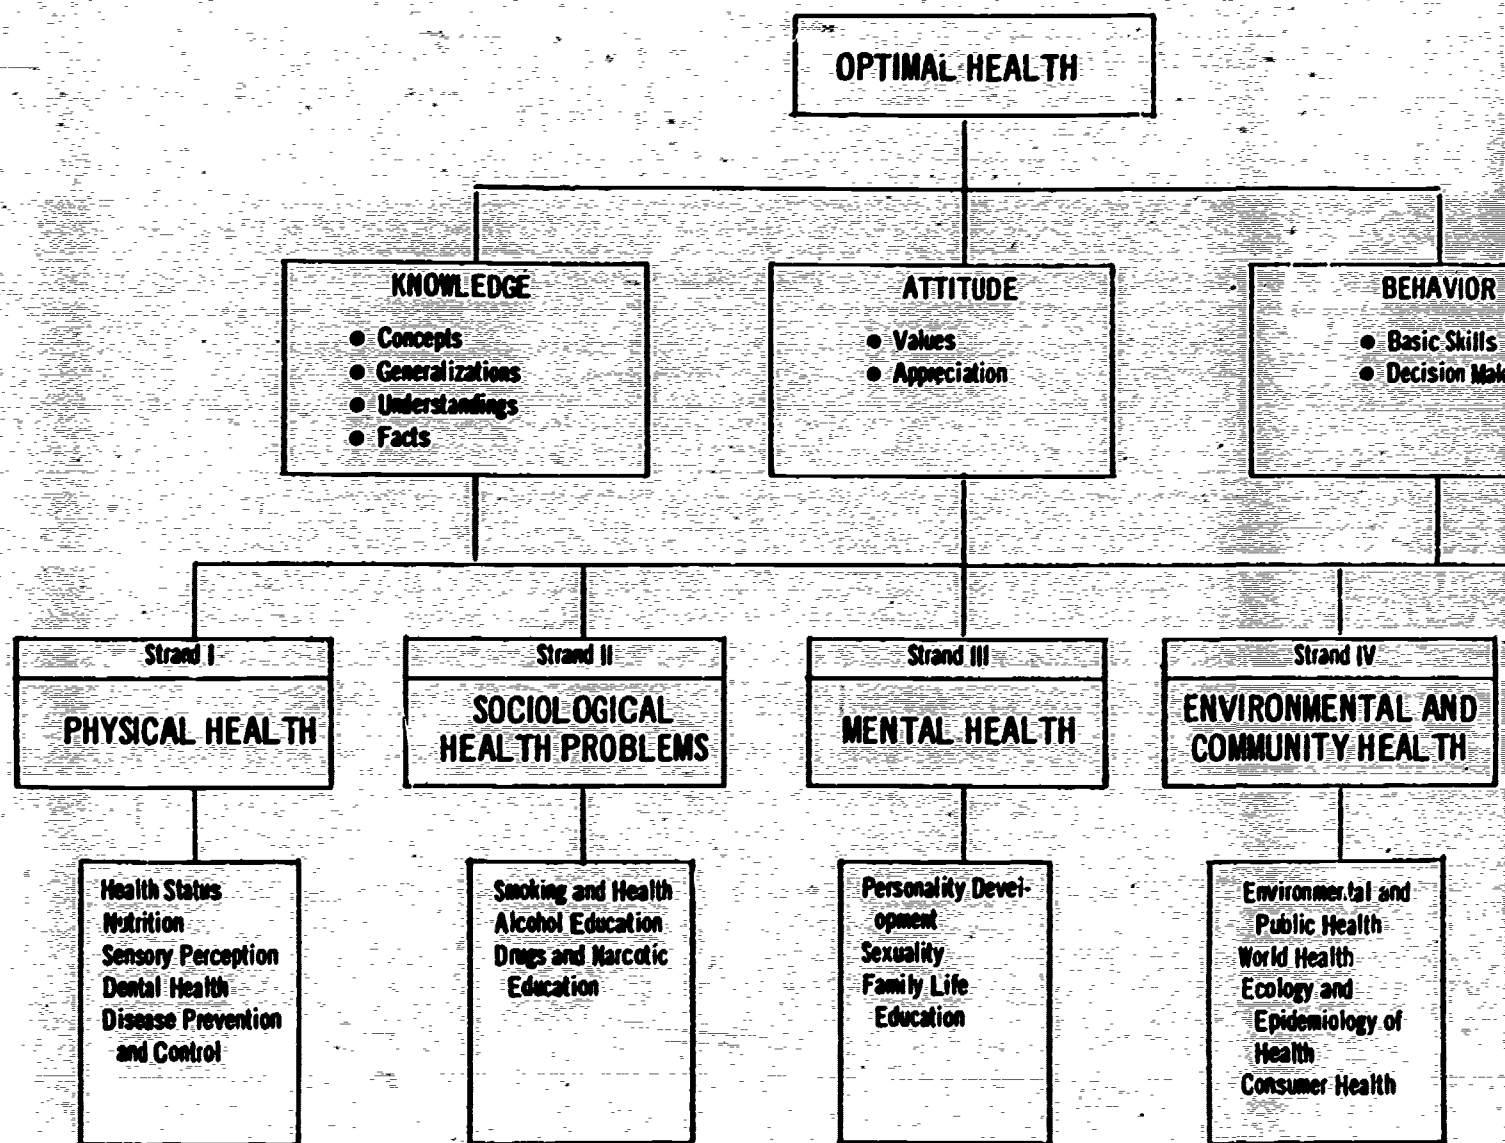 OPTIMAL HEALTH
KNOWLEDGE
● Concepts
● Generalizations
● Understandings
● Facts
ATTITUDE
● Values
● Appreciation
BEHAVIOR
● Basic Skills
● Decision Mak
Strand I
PHYSICAL HEALTH
Strand II
SOCIOLOGICAL
HEALTH PROBLEMS
Strand III
MENTAL HEALTH
Strand IV
ENVIRONMENTAL AND
COMMUNITY HEALTH
Health Status
Nutrition
Sensory Perception
Dental Health
Disease Prevention
and Control
Smoking and Health
Alcohol Education
Drugs and Narcotic
Education
Personality Devel-
opment
Sexuality
Family Life
Education
Environmental and
Public Health
World Health
Ecology and
Epidemiology of
Health
Consumer Health